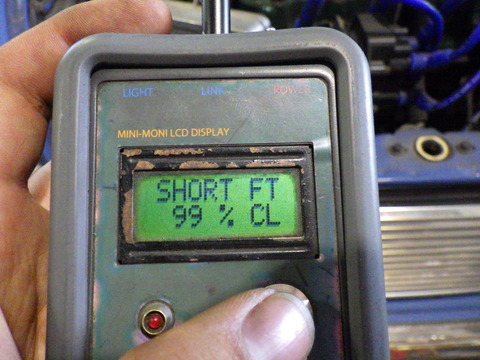 LIGHT LINK POWER
MINI-MONI LCD DISPLAY
SHORT FT
99 % CL